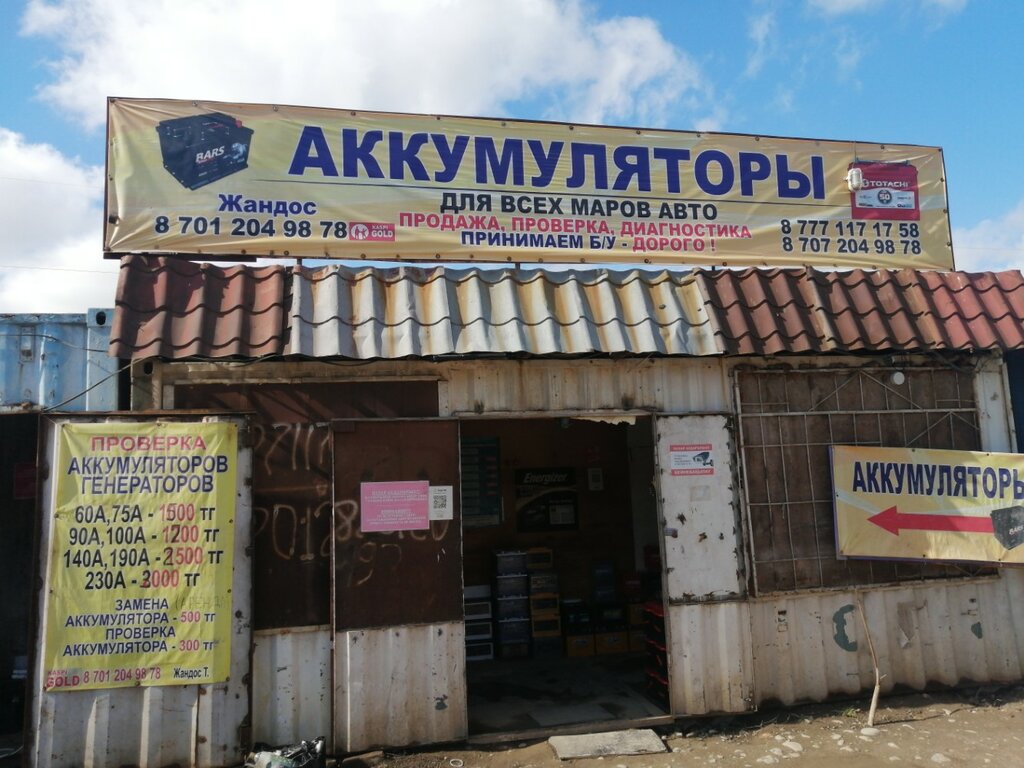 АККУМУЛЯТОРЫ
BARS
TOTACHI
50
ДЛЯ ВСЕХ МАРОВ АВТО
Жандос
8 701 204 98 78
KASPI GOLD
ПРОДАЖА, ПРОВЕРКА, ДИАГНОСТИКА
ПРИНИМАЕМ Б/У - ДОРОГО !
8 777 117 17 58
8 707 204 98 78
ПРОВЕРКА
АККУМУЛЯТОРОВ
ГЕНЕРАТОРОВ
60А,75А - 1500 тг
90А,100А - 1200 тг
140А,190А - 2500 тг
230А - 3000 тг
ЗАМЕНА
АККУМУЛЯТОРА - 500 тг
ПРОВЕРКА
АККУМУЛЯТОРА - 300 тг
KASPI GOLD 8 701 204 98 78 Жандос Т.
Energizer
АККУМУЛЯТОРЫ